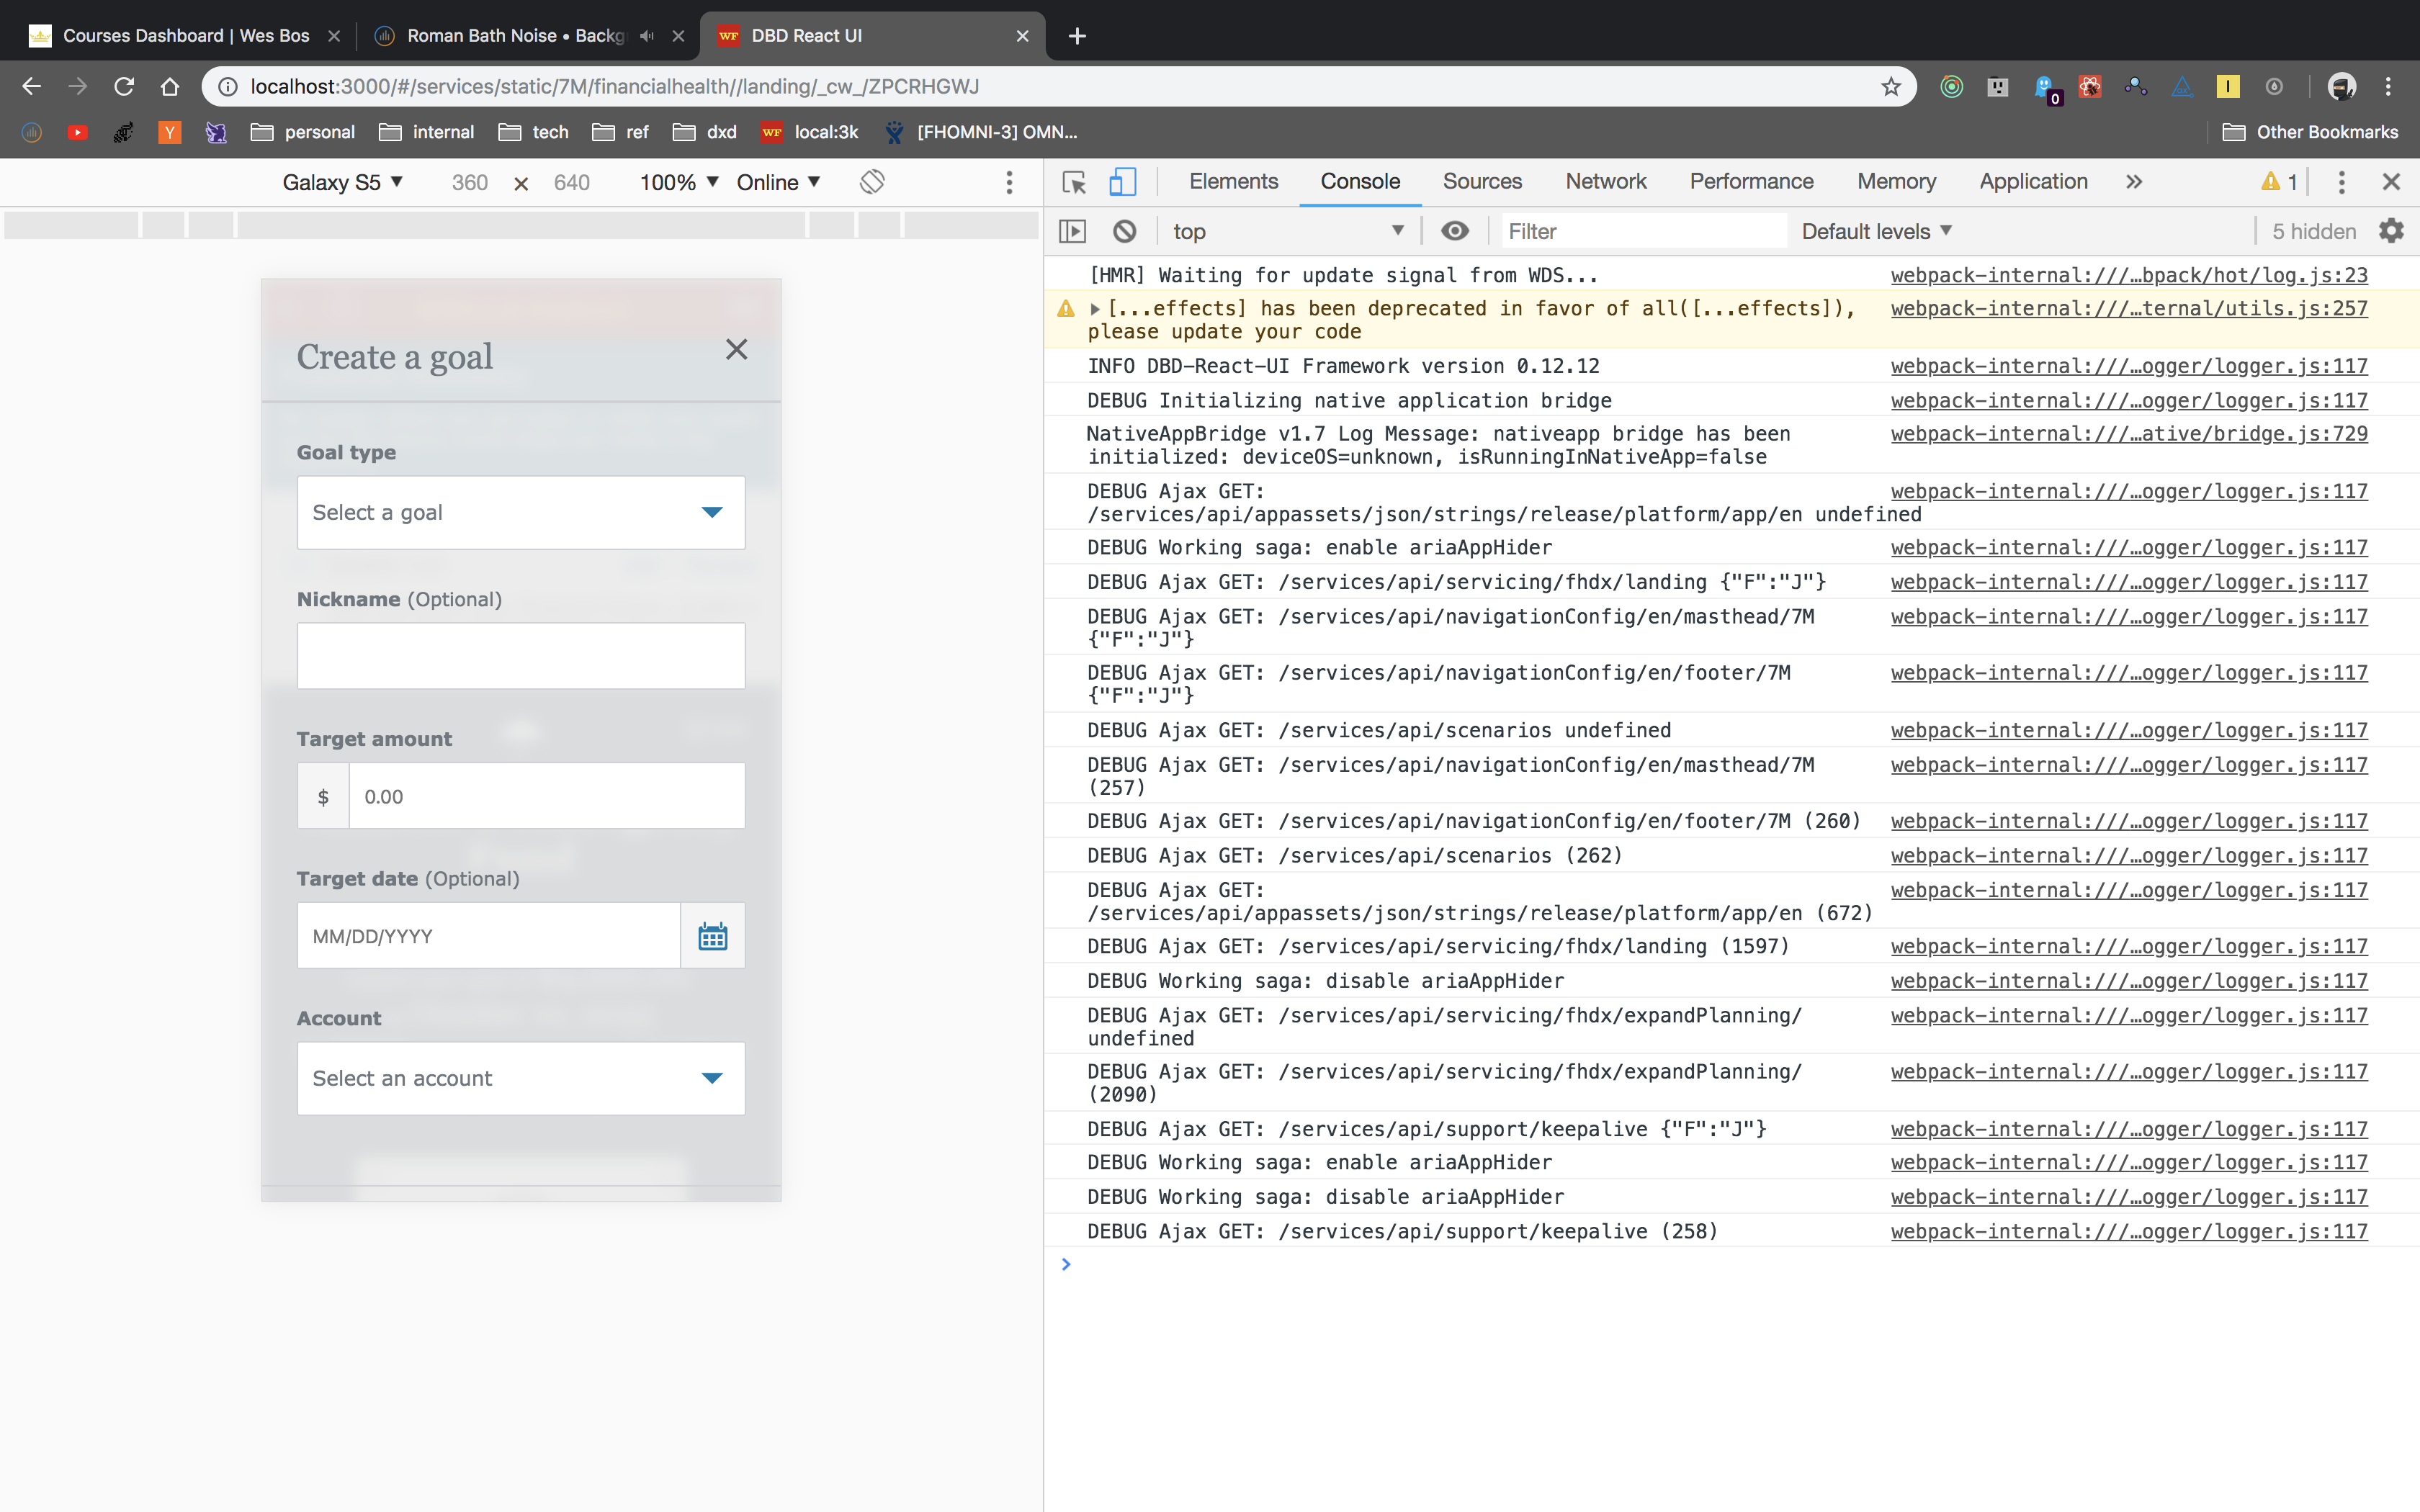 Courses Dashboard | Wes Bos
Roman Bath Noise • Backg
WF DBD React UI
localhost:3000/#/services/static/7M/financialhealth//landing/_cw_/ZPCRHGWJ
0
Y personal internal tech ref dxd WF local:3k [FHOMNI-3] OMN... Other Bookmarks
Galaxy S5 ▼ 360 × 640 100% ▼ Online ▼
Elements Console Sources Network Performance Memory Application » 1
top ▼ Filter Default levels ▼ 5 hidden
Create a goal
Goal type
Select a goal
Nickname (Optional)
Target amount
$ 0.00
Target date (Optional)
MM/DD/YYYY
Account
Select an account
[HMR] Waiting for update signal from WDS... webpack-internal:///…bpack/hot/log.js:23
[...effects] has been deprecated in favor of all([...effects]), webpack-internal:///…ternal/utils.js:257
please update your code
INFO DBD-React-UI Framework version 0.12.12 webpack-internal:///…ogger/logger.js:117
DEBUG Initializing native application bridge webpack-internal:///…ogger/logger.js:117
NativeAppBridge v1.7 Log Message: nativeapp bridge has been webpack-internal:///…ative/bridge.js:729
initialized: deviceOS=unknown, isRunningInNativeApp=false
DEBUG Ajax GET: webpack-internal:///…ogger/logger.js:117
/services/api/appassets/json/strings/release/platform/app/en undefined
DEBUG Working saga: enable ariaAppHider webpack-internal:///…ogger/logger.js:117
DEBUG Ajax GET: /services/api/servicing/fhdx/landing {"F":"J"} webpack-internal:///…ogger/logger.js:117
DEBUG Ajax GET: /services/api/navigationConfig/en/masthead/7M webpack-internal:///…ogger/logger.js:117
{"F":"J"}
DEBUG Ajax GET: /services/api/navigationConfig/en/footer/7M webpack-internal:///…ogger/logger.js:117
{"F":"J"}
DEBUG Ajax GET: /services/api/scenarios undefined webpack-internal:///…ogger/logger.js:117
DEBUG Ajax GET: /services/api/navigationConfig/en/masthead/7M webpack-internal:///…ogger/logger.js:117
(257)
DEBUG Ajax GET: /services/api/navigationConfig/en/footer/7M (260) webpack-internal:///…ogger/logger.js:117
DEBUG Ajax GET: /services/api/scenarios (262) webpack-internal:///…ogger/logger.js:117
DEBUG Ajax GET: webpack-internal:///…ogger/logger.js:117
/services/api/appassets/json/strings/release/platform/app/en (672)
DEBUG Ajax GET: /services/api/servicing/fhdx/landing (1597) webpack-internal:///…ogger/logger.js:117
DEBUG Working saga: disable ariaAppHider webpack-internal:///…ogger/logger.js:117
DEBUG Ajax GET: /services/api/servicing/fhdx/expandPlanning/ webpack-internal:///…ogger/logger.js:117
undefined
DEBUG Ajax GET: /services/api/servicing/fhdx/expandPlanning/ webpack-internal:///…ogger/logger.js:117
(2090)
DEBUG Ajax GET: /services/api/support/keepalive {"F":"J"} webpack-internal:///…ogger/logger.js:117
DEBUG Working saga: enable ariaAppHider webpack-internal:///…ogger/logger.js:117
DEBUG Working saga: disable ariaAppHider webpack-internal:///…ogger/logger.js:117
DEBUG Ajax GET: /services/api/support/keepalive (258) webpack-internal:///…ogger/logger.js:117